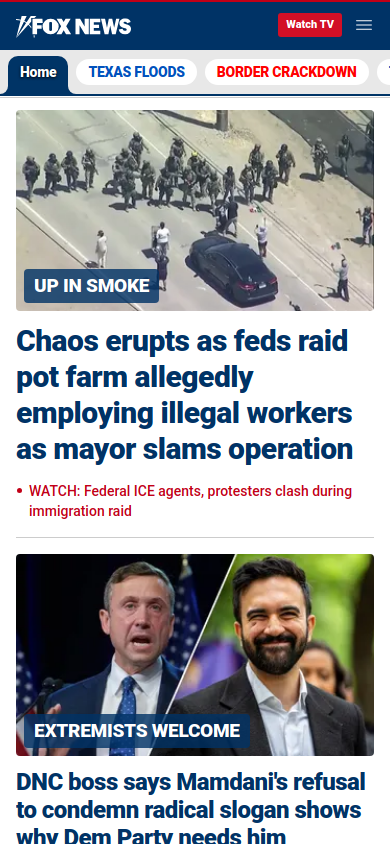 FOX NEWS
Watch TV
Home
TEXAS FLOODS
BORDER CRACKDOWN
UP IN SMOKE
Chaos erupts as feds raid
pot farm allegedly
employing illegal workers
as mayor slams operation
• WATCH: Federal ICE agents, protesters clash during
immigration raid
EXTREMISTS WELCOME
DNC boss says Mamdani's refusal
to condemn radical slogan shows
why Dem Party needs him